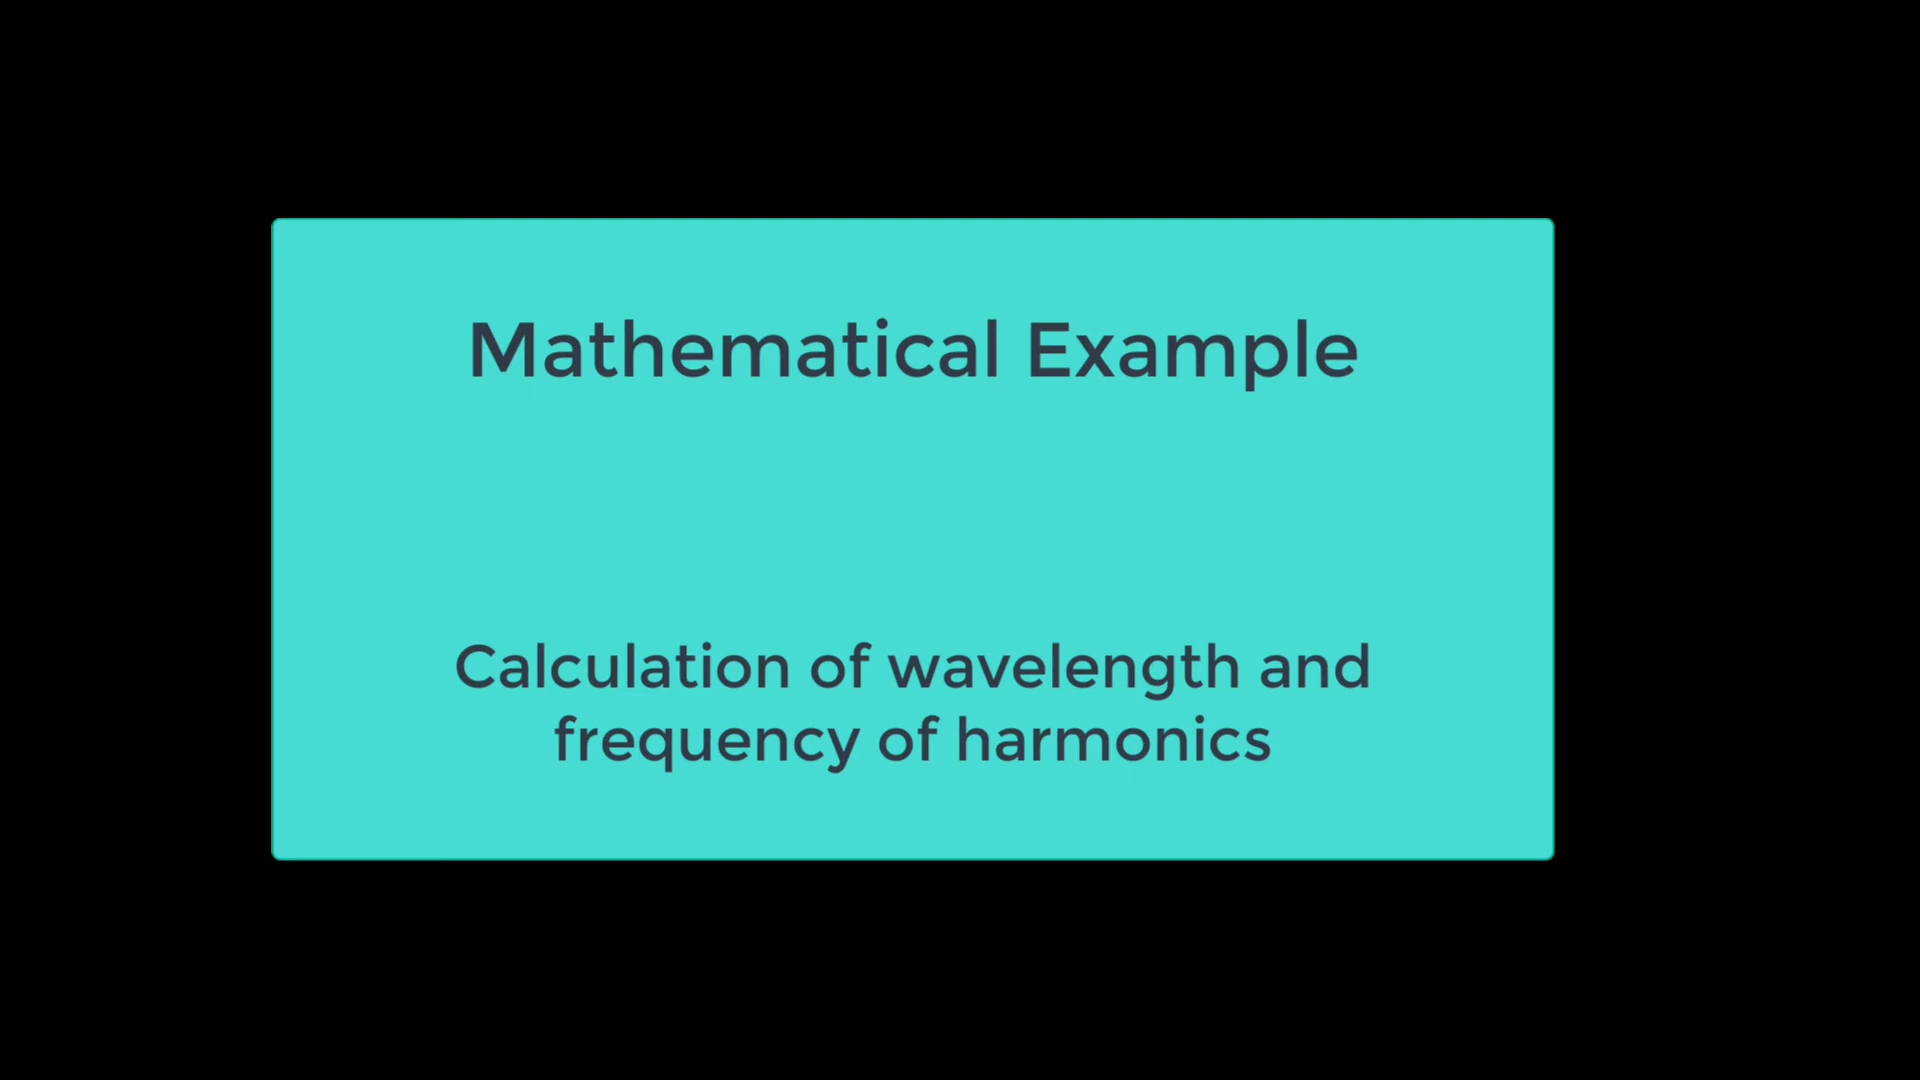 Mathematical Example
Calculation of wavelength and
frequency of harmonics